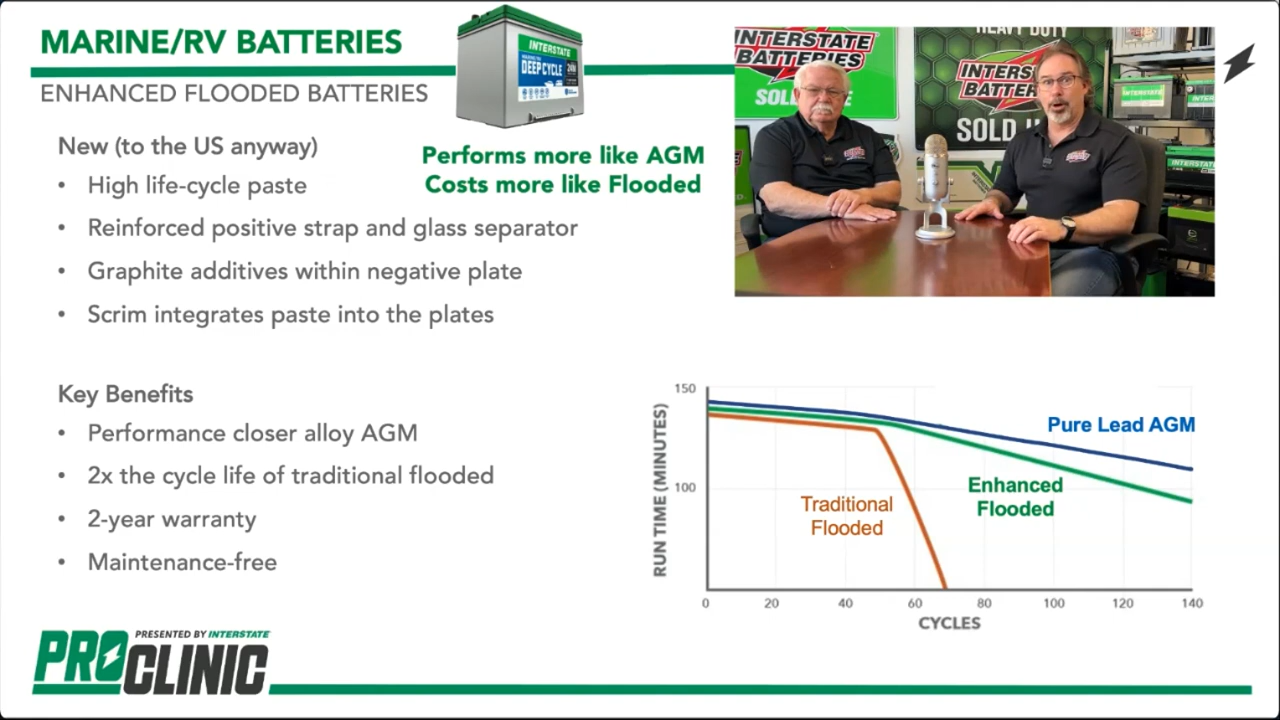 MARINE/RV BATTERIES
ENHANCED FLOODED BATTERIES
INTERSTATE
DEEP CYCLE
New (to the US anyway)
• High life-cycle paste
• Reinforced positive strap and glass separator
• Graphite additives within negative plate
• Scrim integrates paste into the plates
Performs more like AGM
Costs more like Flooded
INTERSTATE
BATTERIES
SOLD
HEAVY DUTY
INTERST
BATTER
SOLD
INTERSTATE
Key Benefits
• Performance closer alloy AGM
• 2x the cycle life of traditional flooded
• 2-year warranty
• Maintenance-free
150
100
RUN TIME (MINUTES)
Pure Lead AGM
Enhanced
Flooded
Traditional
Flooded
0 20 40 60 80 100 120 140
CYCLES
PRESENTED BY INTERSTATE
PRO
CLINIC